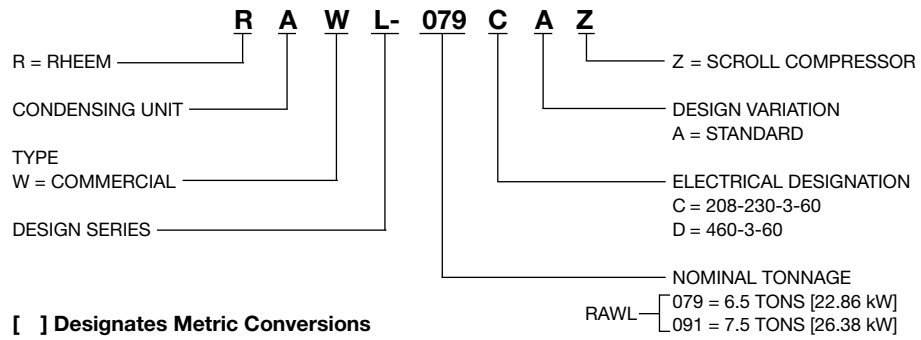 R A W L- 079 C A Z
R = RHEEM
Z = SCROLL COMPRESSOR
CONDENSING UNIT
DESIGN VARIATION
A = STANDARD
TYPE
W = COMMERCIAL
ELECTRICAL DESIGNATION
C = 208-230-3-60
D = 460-3-60
DESIGN SERIES
NOMINAL TONNAGE
RAWL
079 = 6.5 TONS [22.86 kW]
091 = 7.5 TONS [26.38 kW]
[ ] Designates Metric Conversions